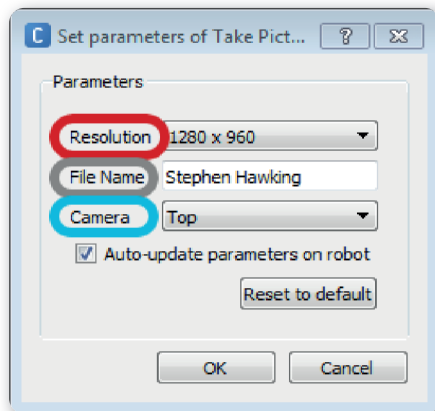 C Set parameters of Take Pict... ?
Parameters
Resolution 1280 x 960
File Name Stephen Hawking
Camera Top
Auto-update parameters on robot
Reset to default
OK Cancel